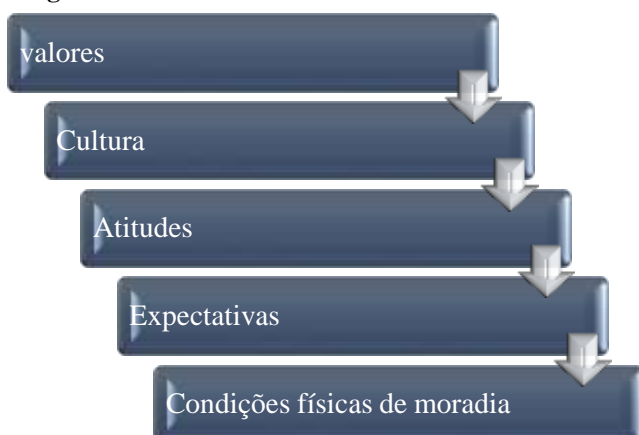 valores
Cultura
Atitudes
Expectativas
Condições físicas de moradia